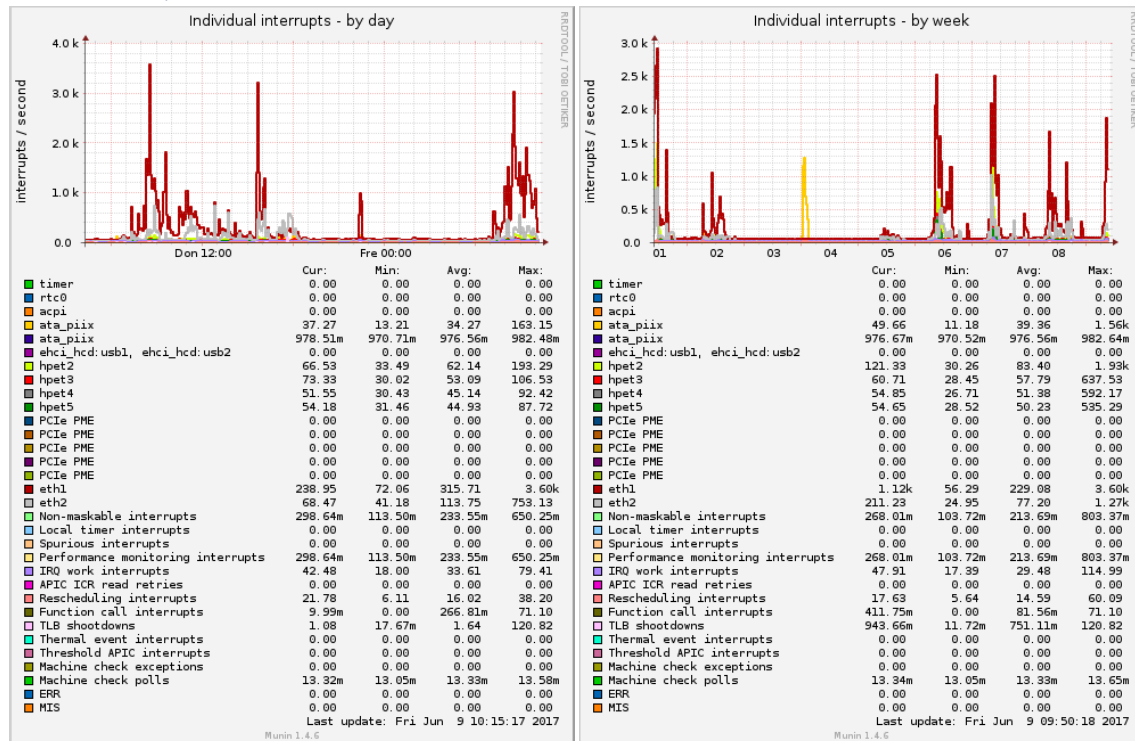 Individual interrupts - by day
RRDTOOL / TOBI OETIKER
interrupts / second
4.0 k
3.0 k
2.0 k
1.0 k
0.0
Don 12:00 Fre 00:00
Cur: Min: Avg: Max:
timer 0.00 0.00 0.00 0.00
rtc0 0.00 0.00 0.00 0.00
acpi 0.00 0.00 0.00 0.00
ata_piix 37.27 13.21 34.27 163.15
ata_piix 978.51m 970.71m 976.56m 982.48m
ehci_hcd:usb1, ehci_hcd:usb2 0.00 0.00 0.00 0.00
hpet2 66.53 33.49 62.14 193.29
hpet3 73.33 30.02 53.09 106.53
hpet4 51.55 30.43 45.14 92.42
hpet5 54.18 31.46 44.93 87.72
PCIe PME 0.00 0.00 0.00 0.00
PCIe PME 0.00 0.00 0.00 0.00
PCIe PME 0.00 0.00 0.00 0.00
PCIe PME 0.00 0.00 0.00 0.00
PCIe PME 0.00 0.00 0.00 0.00
eth1 238.95 72.06 315.71 3.60k
eth2 68.47 41.18 113.75 753.13
Non-maskable interrupts 298.64m 113.50m 233.55m 650.25m
Local timer interrupts 0.00 0.00 0.00 0.00
Spurious interrupts 0.00 0.00 0.00 0.00
Performance monitoring interrupts 298.64m 113.50m 233.55m 650.25m
IRQ work interrupts 42.48 18.00 33.61 79.41
APIC ICR read retries 0.00 0.00 0.00 0.00
Rescheduling interrupts 21.78 6.11 16.02 38.20
Function call interrupts 9.99m 0.00 266.81m 71.10
TLB shootdowns 1.08 17.67m 1.64 120.82
Thermal event interrupts 0.00 0.00 0.00 0.00
Threshold APIC interrupts 0.00 0.00 0.00 0.00
Machine check exceptions 0.00 0.00 0.00 0.00
Machine check polls 13.32m 13.05m 13.33m 13.58m
ERR 0.00 0.00 0.00 0.00
MIS 0.00 0.00 0.00 0.00
Last update: Fri Jun 9 10:15:17 2017
Munin 1.4.6
Individual interrupts - by week
RRDTOOL / TOBI OETIKER
interrupts / second
3.0 k
2.5 k
2.0 k
1.5 k
1.0 k
0.5 k
0.0
01 02 03 04 05 06 07 08
Cur: Min: Avg: Max:
timer 0.00 0.00 0.00 0.00
rtc0 0.00 0.00 0.00 0.00
acpi 0.00 0.00 0.00 0.00
ata_piix 49.66 11.18 39.36 1.56k
ata_piix 976.67m 970.52m 976.56m 982.64m
ehci_hcd:usb1, ehci_hcd:usb2 0.00 0.00 0.00 0.00
hpet2 121.33 30.26 83.40 1.93k
hpet3 60.71 28.45 57.79 637.53
hpet4 54.85 26.71 51.38 592.17
hpet5 54.65 28.52 50.23 535.29
PCIe PME 0.00 0.00 0.00 0.00
PCIe PME 0.00 0.00 0.00 0.00
PCIe PME 0.00 0.00 0.00 0.00
PCIe PME 0.00 0.00 0.00 0.00
PCIe PME 0.00 0.00 0.00 0.00
eth1 1.12k 56.29 229.08 3.60k
eth2 211.23 24.95 77.20 1.27k
Non-maskable interrupts 268.01m 103.72m 213.69m 803.37m
Local timer interrupts 0.00 0.00 0.00 0.00
Spurious interrupts 0.00 0.00 0.00 0.00
Performance monitoring interrupts 268.01m 103.72m 213.69m 803.37m
IRQ work interrupts 47.91 17.39 29.48 114.99
APIC ICR read retries 0.00 0.00 0.00 0.00
Rescheduling interrupts 17.63 5.64 14.59 60.09
Function call interrupts 411.75m 0.00 81.56m 71.10
TLB shootdowns 943.66m 11.72m 751.11m 120.82
Thermal event interrupts 0.00 0.00 0.00 0.00
Threshold APIC interrupts 0.00 0.00 0.00 0.00
Machine check exceptions 0.00 0.00 0.00 0.00
Machine check polls 13.34m 13.05m 13.33m 13.65m
ERR 0.00 0.00 0.00 0.00
MIS 0.00 0.00 0.00 0.00
Last update: Fri Jun 9 09:50:18 2017
Munin 1.4.6